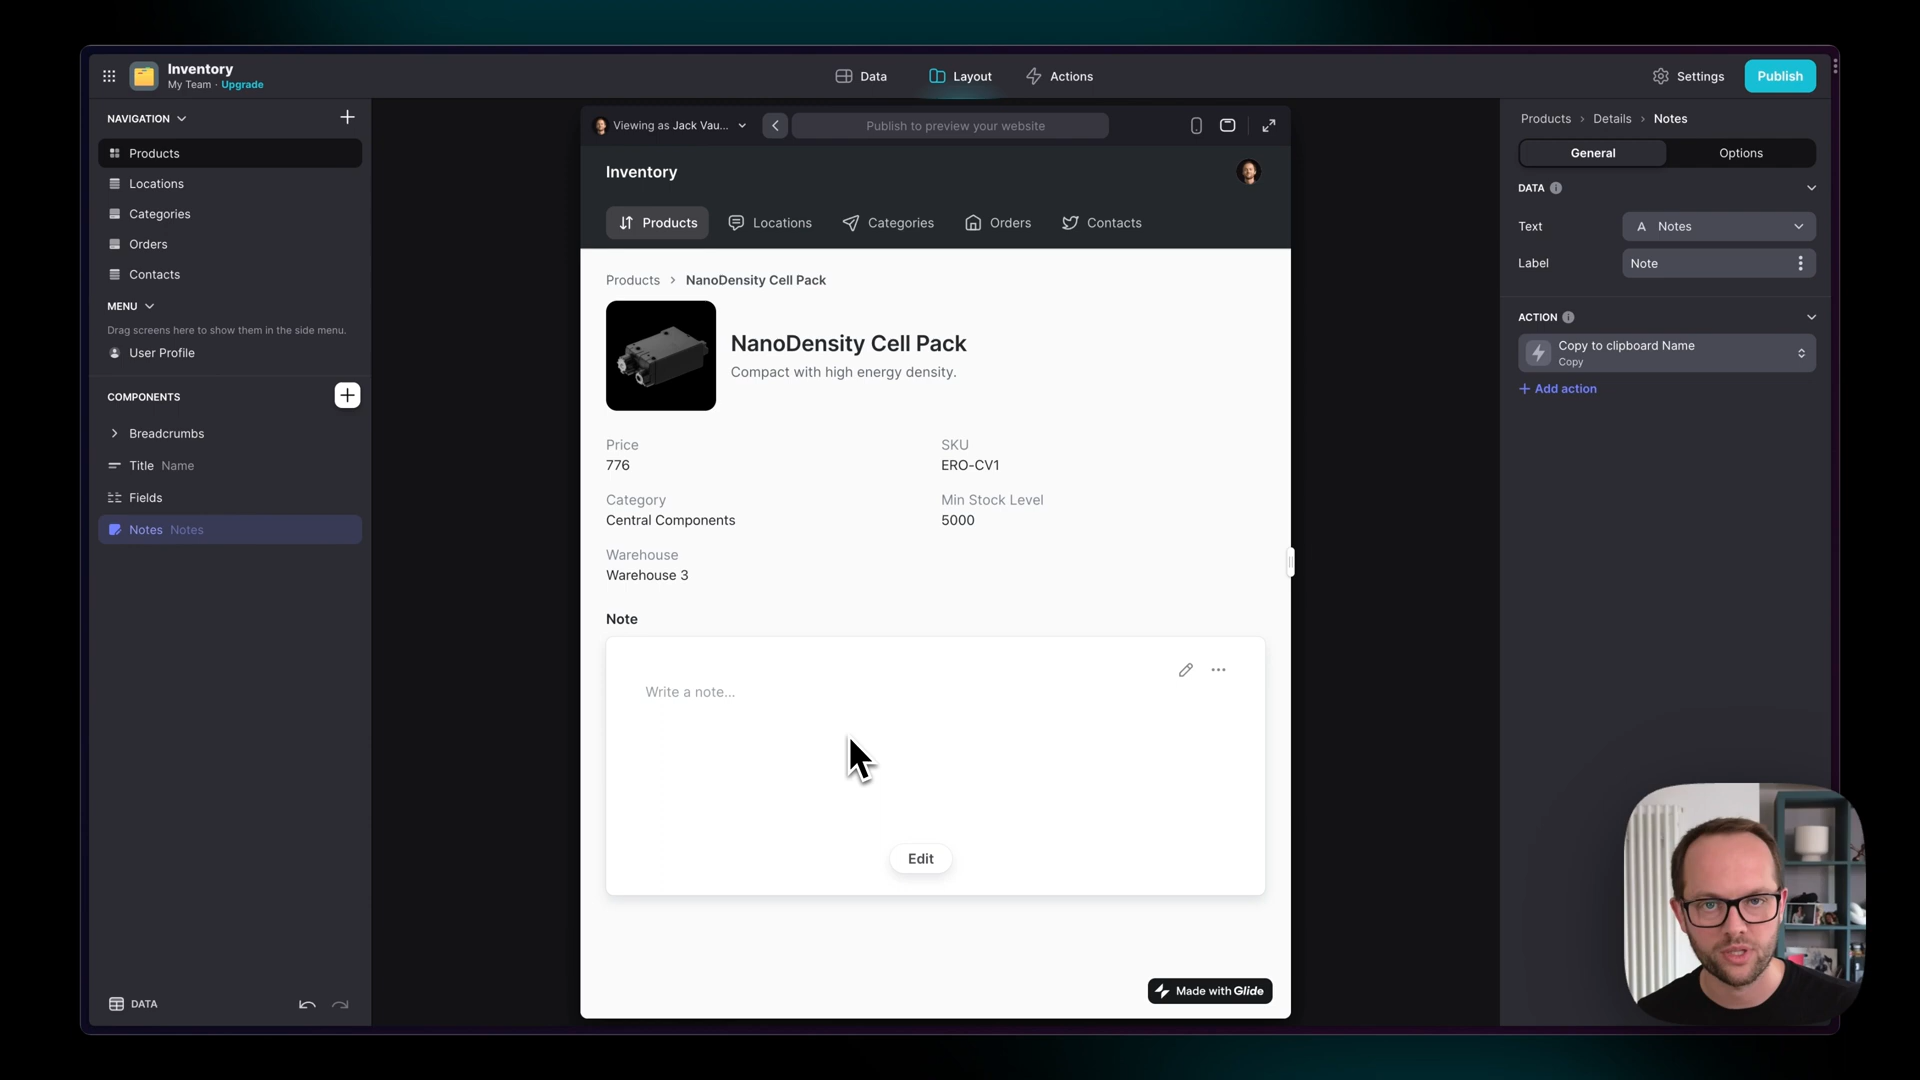 Inventory
My Team · Upgrade
Data
Layout
Actions
Settings
Publish
NAVIGATION
Products
Locations
Categories
Orders
Contacts
MENU
Drag screens here to show them in the side menu.
User Profile
COMPONENTS
Breadcrumbs
Title Name
Fields
Notes Notes
DATA
Viewing as Jack Vau...
Publish to preview your website
Inventory
Products
Locations
Categories
Orders
Contacts
Products > NanoDensity Cell Pack
NanoDensity Cell Pack
Compact with high energy density.
Price
776
SKU
ERO-CV1
Category
Central Components
Min Stock Level
5000
Warehouse
Warehouse 3
Note
Write a note...
Edit
Made with Glide
Products > Details > Notes
General
Options
DATA
Text
A Notes
Label
Note
ACTION
Copy to clipboard Name
Copy
+ Add action